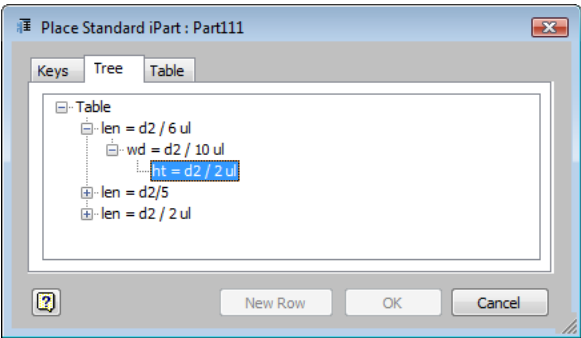 Place Standard iPart : Part111
Keys Tree Table
Table
len = d2 / 6 ul
wd = d2 / 10 ul
ht = d2 / 2 ul
len = d2/5
len = d2 / 2 ul
New Row OK Cancel